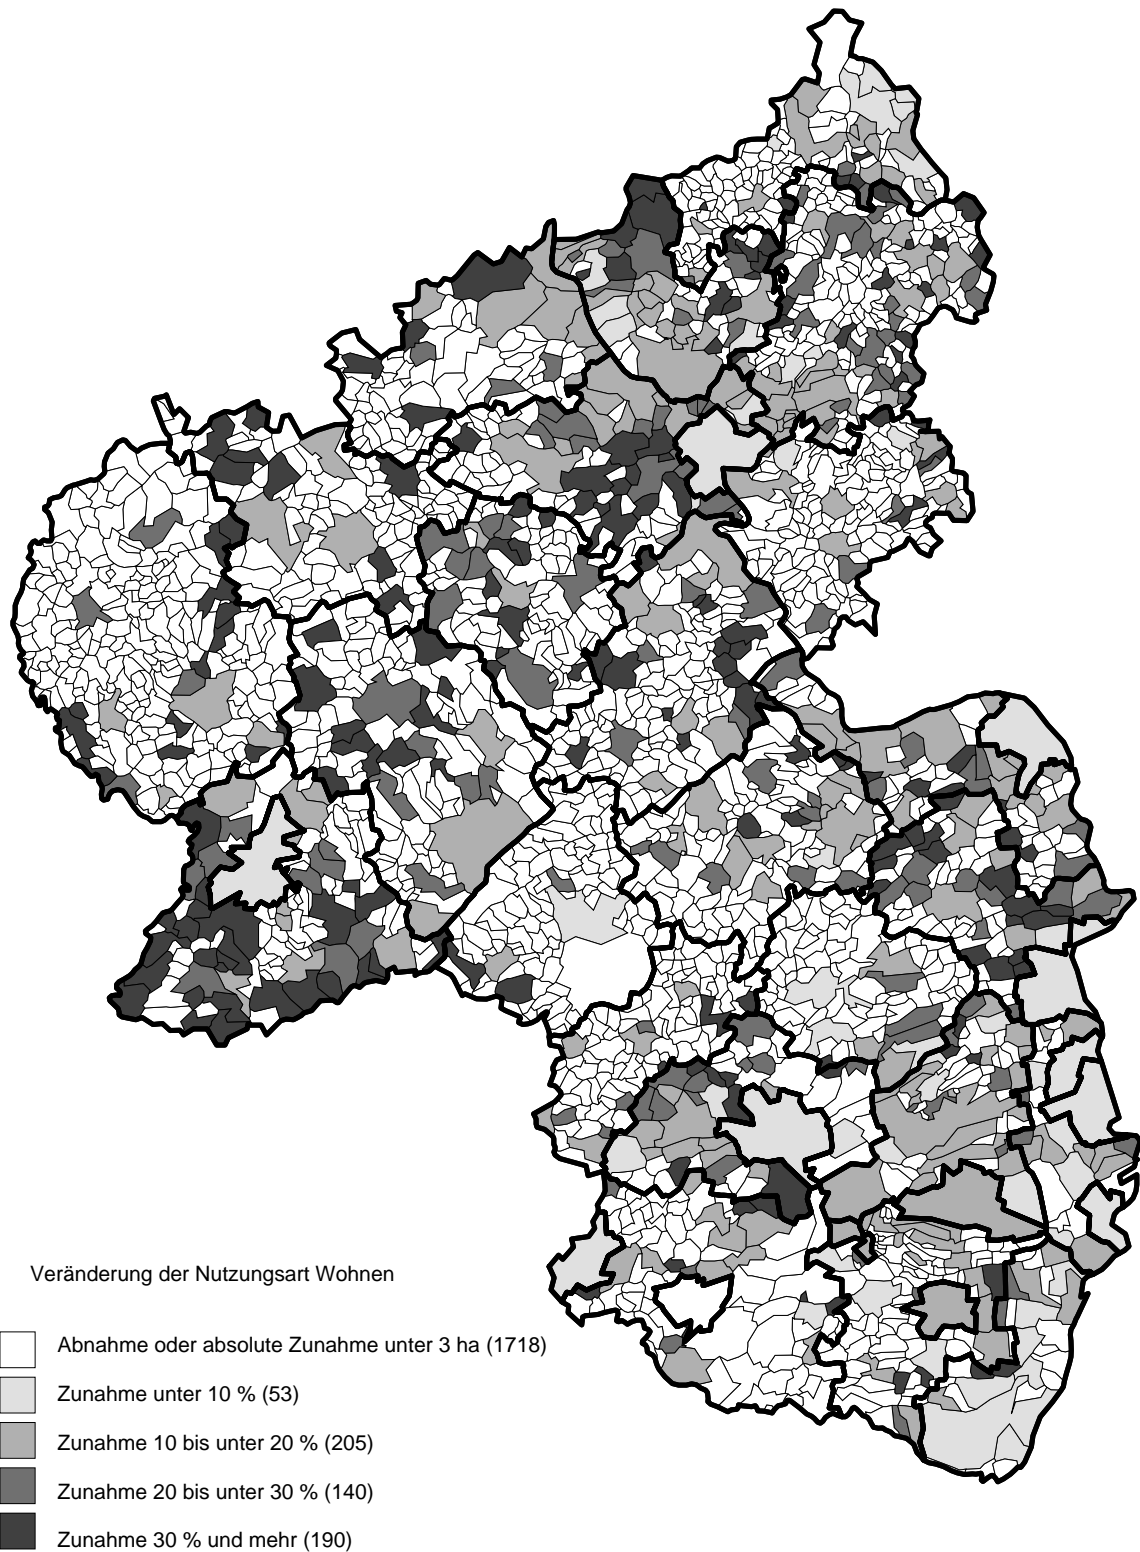 Veränderung der Nutzungsart Wohnen
Abnahme oder absolute Zunahme unter 3 ha (1718)
Zunahme unter 10 % (53)
Zunahme 10 bis unter 20 % (205)
Zunahme 20 bis unter 30 % (140)
Zunahme 30 % und mehr (190)